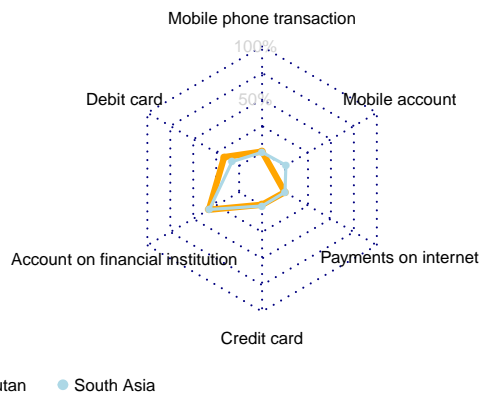 Mobile phone transaction
100%
Debit card
50%
Mobile account
Account on financial institution
Payments on internet
Credit card
utan
South Asia